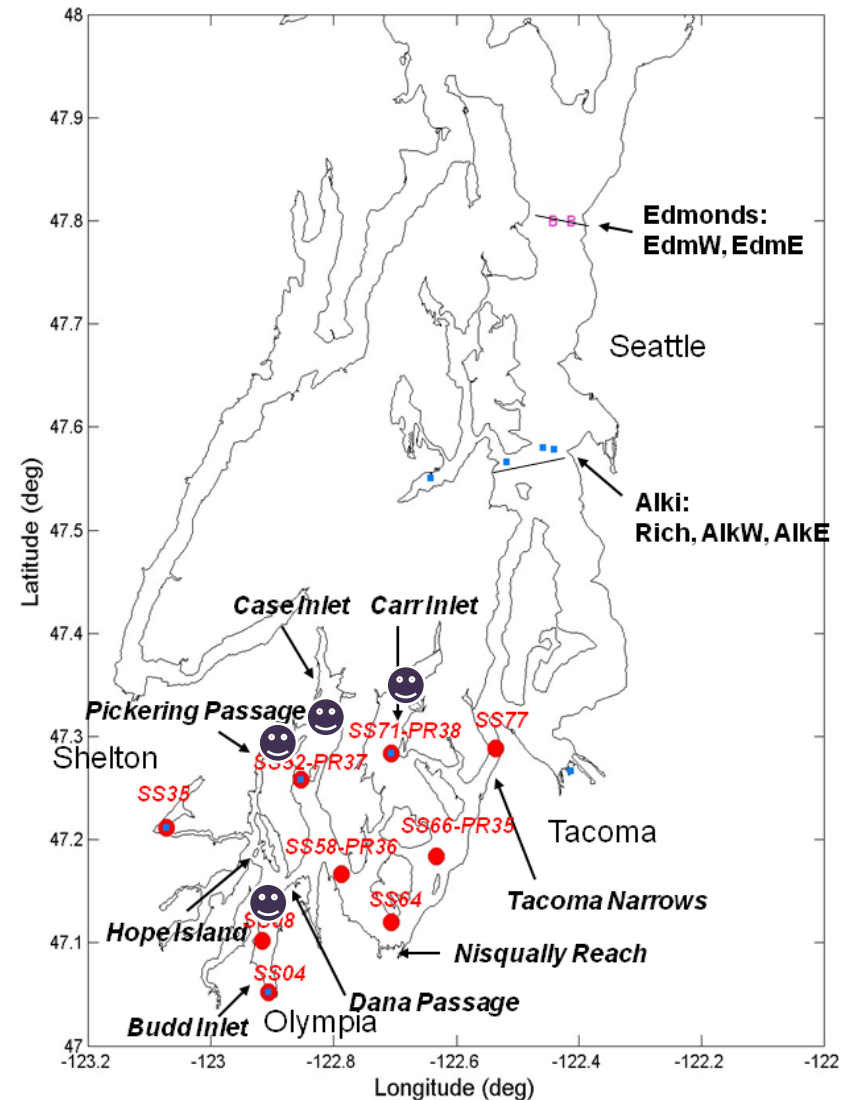 48
47.9
47.8
47.7
47.6
47.5
47.4
47.3
47.2
47.1
47
Latitude (deg)
B B
Edmonds:
EdmW, EdmE
Seattle
Alki:
Rich, AlkW, AlkE
Case Inlet
Carr Inlet
Pickering Passage
SS71-PR38
SS77
Shelton
PR37
SS35
SS66-PR35
SS58-PR36
Tacoma
SS64
Tacoma Narrows
Hope Island
Nisqually Reach
SS04
Dana Passage
Budd Inlet
Olympia
-123.2
-123
-122.8
-122.6
-122.4
-122.2
-122
Longitude (deg)